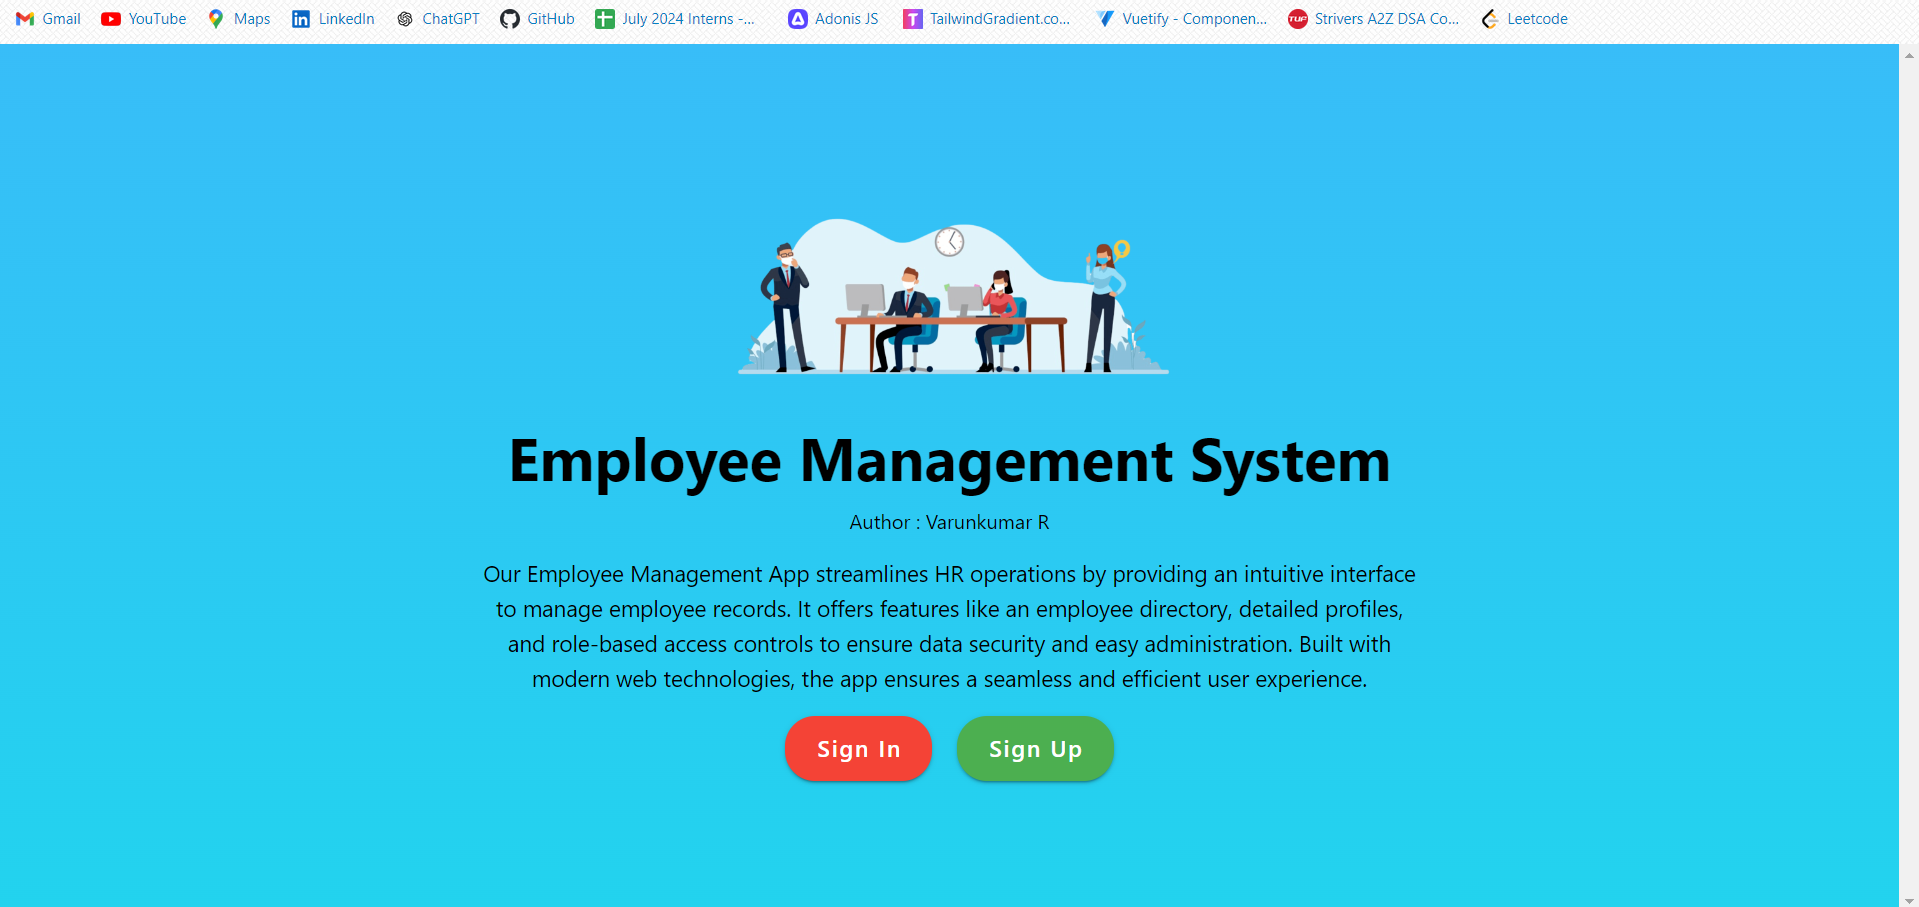 Gmail YouTube Maps LinkedIn ChatGPT GitHub July 2024 Interns -... Adonis JS TailwindGradient.co... Vuetify - Componen... Strivers A2Z DSA Co... Leetcode
Employee Management System
Author : Varunkumar R
Our Employee Management App streamlines HR operations by providing an intuitive interface
to manage employee records. It offers features like an employee directory, detailed profiles,
and role-based access controls to ensure data security and easy administration. Built with
modern web technologies, the app ensures a seamless and efficient user experience.
Sign In Sign Up